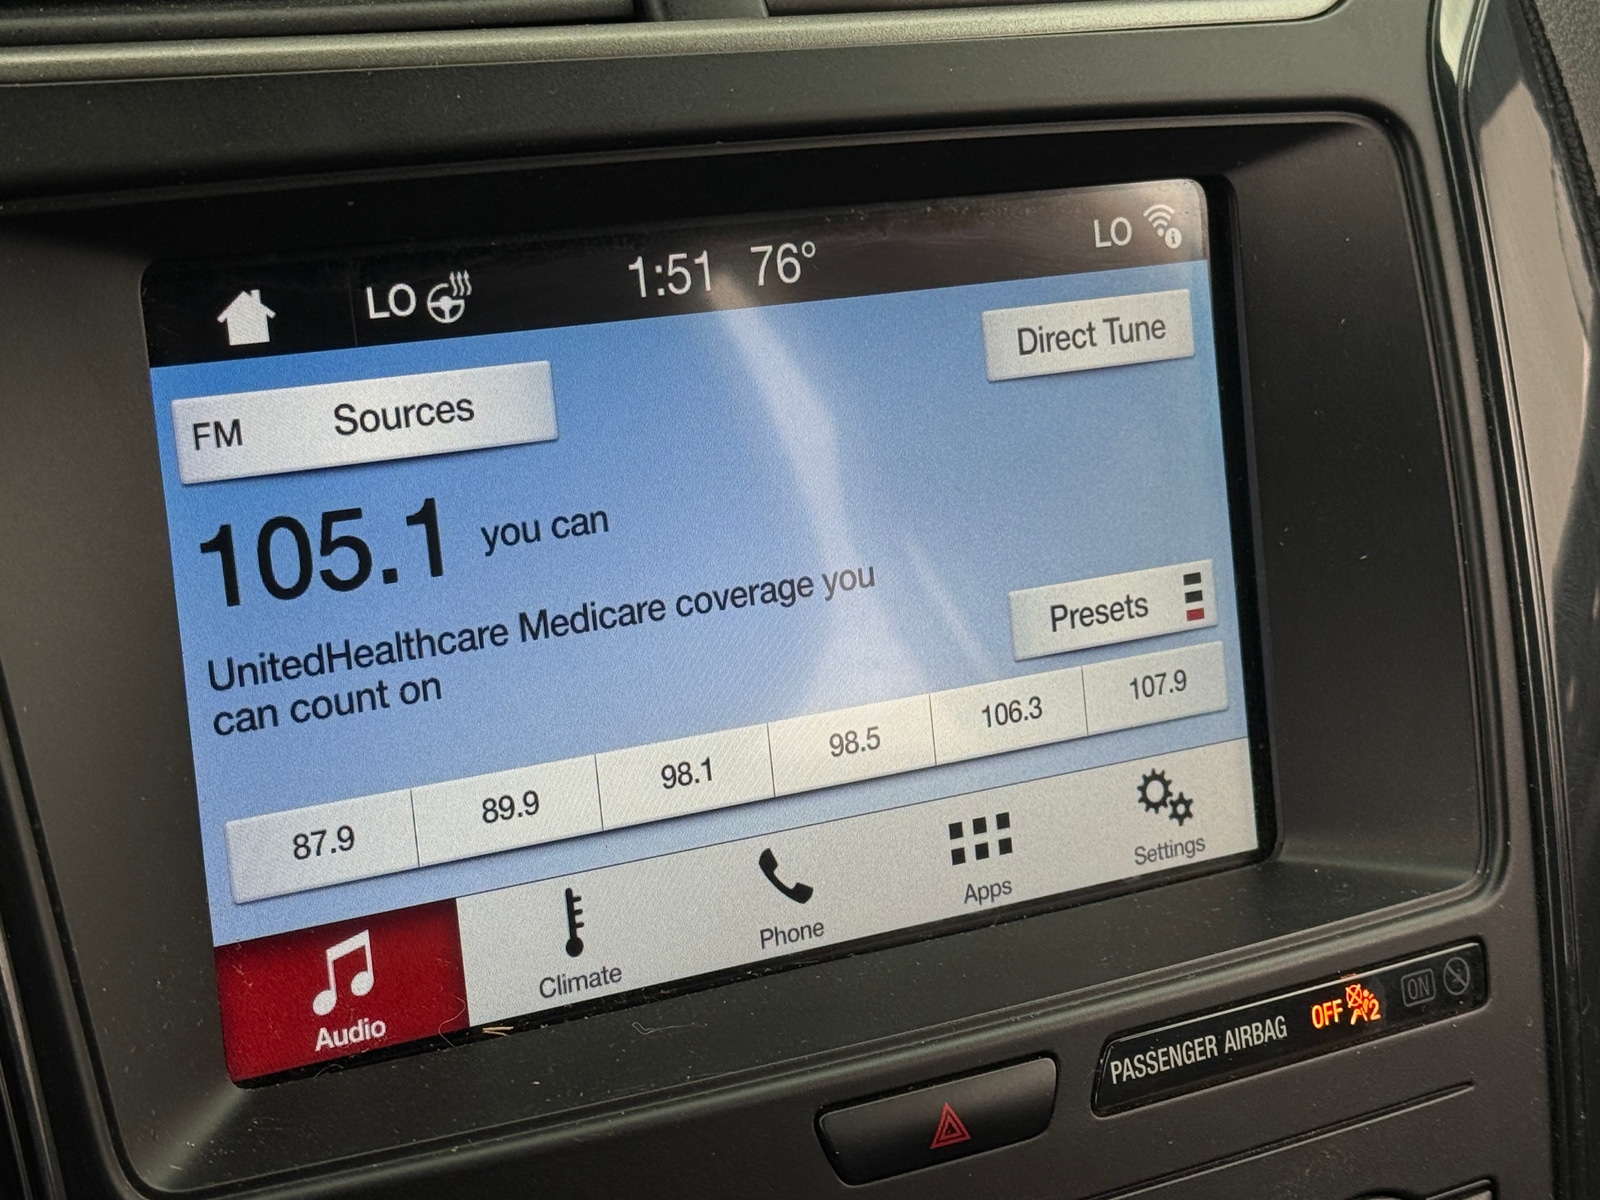 LO 1:51 76° LO
Direct Tune
FM Sources
105.1 you can
UnitedHealthcare Medicare coverage you
can count on
Presets
87.9 89.9 98.1 98.5 106.3 107.9
Audio Climate Phone Apps Settings
PASSENGER AIRBAG OFF 2 ON